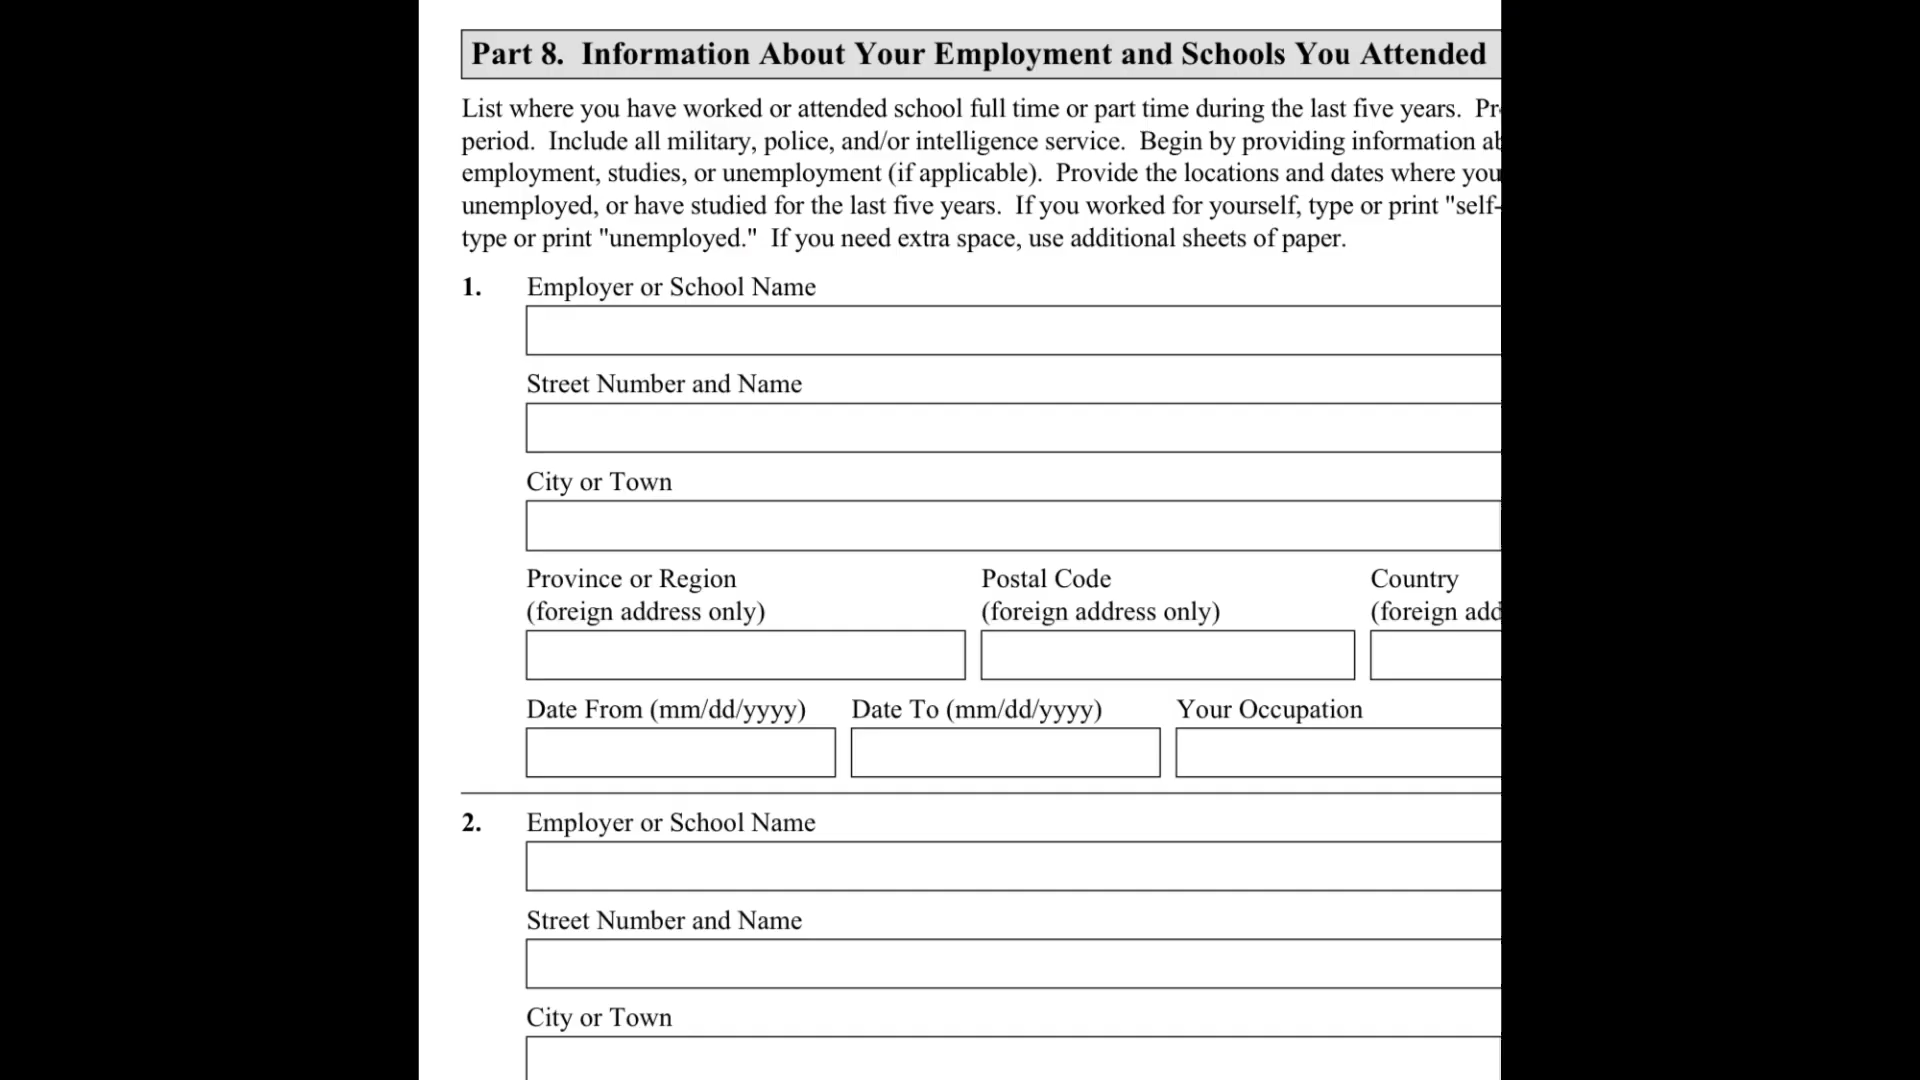 Part 8. Information About Your Employment and Schools You Attended
List where you have worked or attended school full time or part time during the last five years.
period. Include all military, police, and/or intelligence service. Begin by providing information
employment, studies, or unemployment (if applicable). Provide the locations and dates where you
unemployed, or have studied for the last five years. If you worked for yourself, type or print "self-
type or print "unemployed." If you need extra space, use additional sheets of paper.
1. Employer or School Name
Street Number and Name
City or Town
Province or Region Postal Code Country
(foreign address only) (foreign address only) (foreign
Date From (mm/dd/yyyy) Date To (mm/dd/yyyy) Your Occupation
2. Employer or School Name
Street Number and Name
City or Town